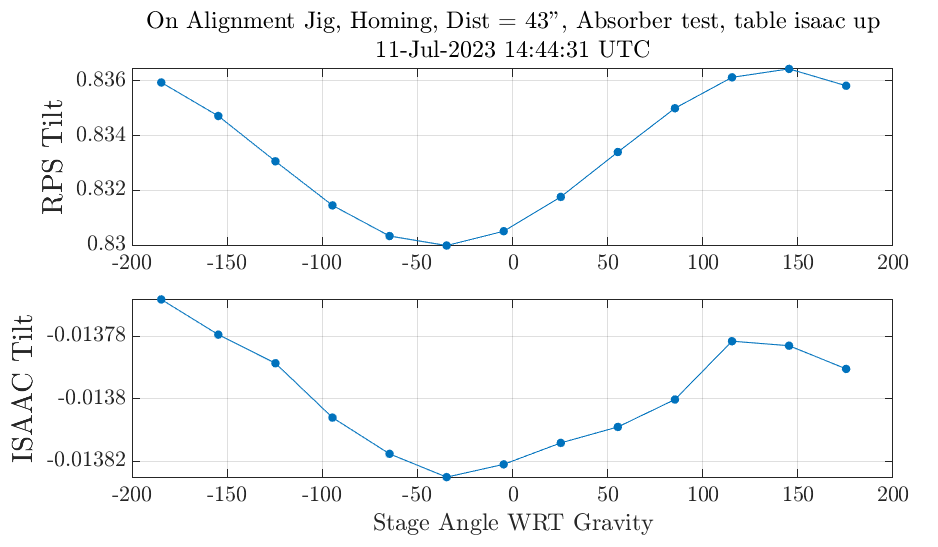 On Alignment Jig, Homing, Dist = 43", Absorber test, table isaac up
11-Jul-2023 14:44:31 UTC
RPS Tilt
0.836
0.834
0.832
0.83
-200 -150 -100 -50 0 50 100 150 200
ISAAC Tilt
-0.01378
-0.0138
-0.01382
-200 -150 -100 -50 0 50 100 150 200
Stage Angle WRT Gravity